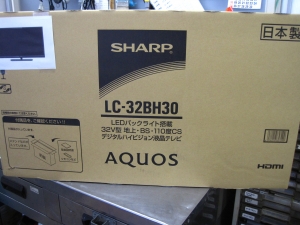 SHARP
日本製
LC-32BH30
LEDバックライト搭載
32V型 地上・BS・110度CS
デジタルハイビジョン液晶テレビ
AQUOS
HDMI